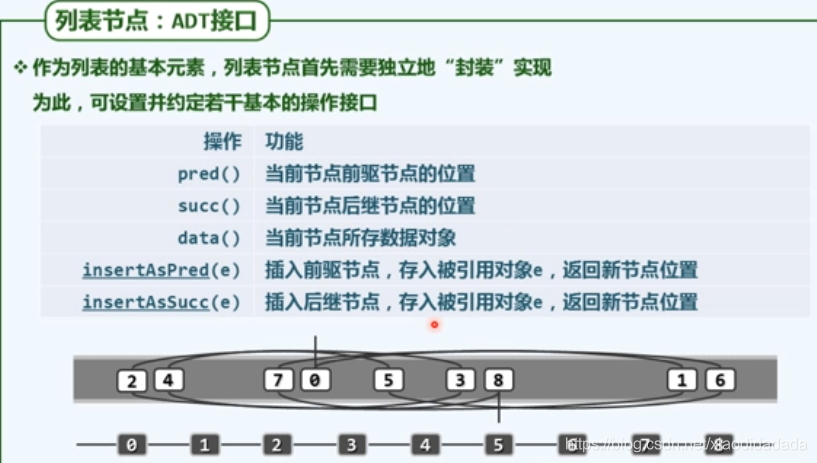 列表节点：ADT接口
❖ 作为列表的基本元素，列表节点首先需要独立地“封装”实现
为此，可设置并约定若干基本的操作接口
操作 功能
pred() 当前节点前驱节点的位置
succ() 当前节点后继节点的位置
data() 当前节点所存数据对象
insertAsPred(e) 插入前驱节点，存入被引用对象e，返回新节点位置
insertAsSucc(e) 插入后继节点，存入被引用对象e，返回新节点位置
2 4 7 0 5 3 8 1 6
0 1 2 3 4 5 6 7 8